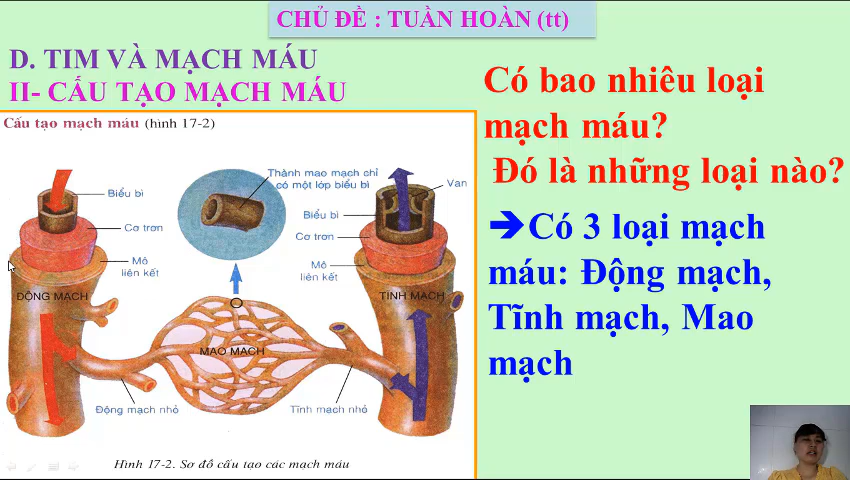 CHỦ ĐỀ : TUẦN HOÀN (tt)
D. TIM VÀ MẠCH MÁU
II- CẤU TẠO MẠCH MÁU
Cấu tạo mạch máu (hình 17-2)
Biểu bì
Cơ trơn
Mô
liên kết
ĐỘNG MẠCH
Thành mao mạch chỉ
có một lớp biểu bì
MAO MẠCH
Động mạch nhỏ
Tĩnh mạch nhỏ
Van
Biểu bì
Cơ trơn
Mô
liên kết
TĨNH MẠCH
Hình 17-2. Sơ đồ cấu tạo các mạch máu
Có bao nhiêu loại
mạch máu?
Đó là những loại nào?
➔Có 3 loại mạch
máu: Động mạch,
Tĩnh mạch, Mao
mạch